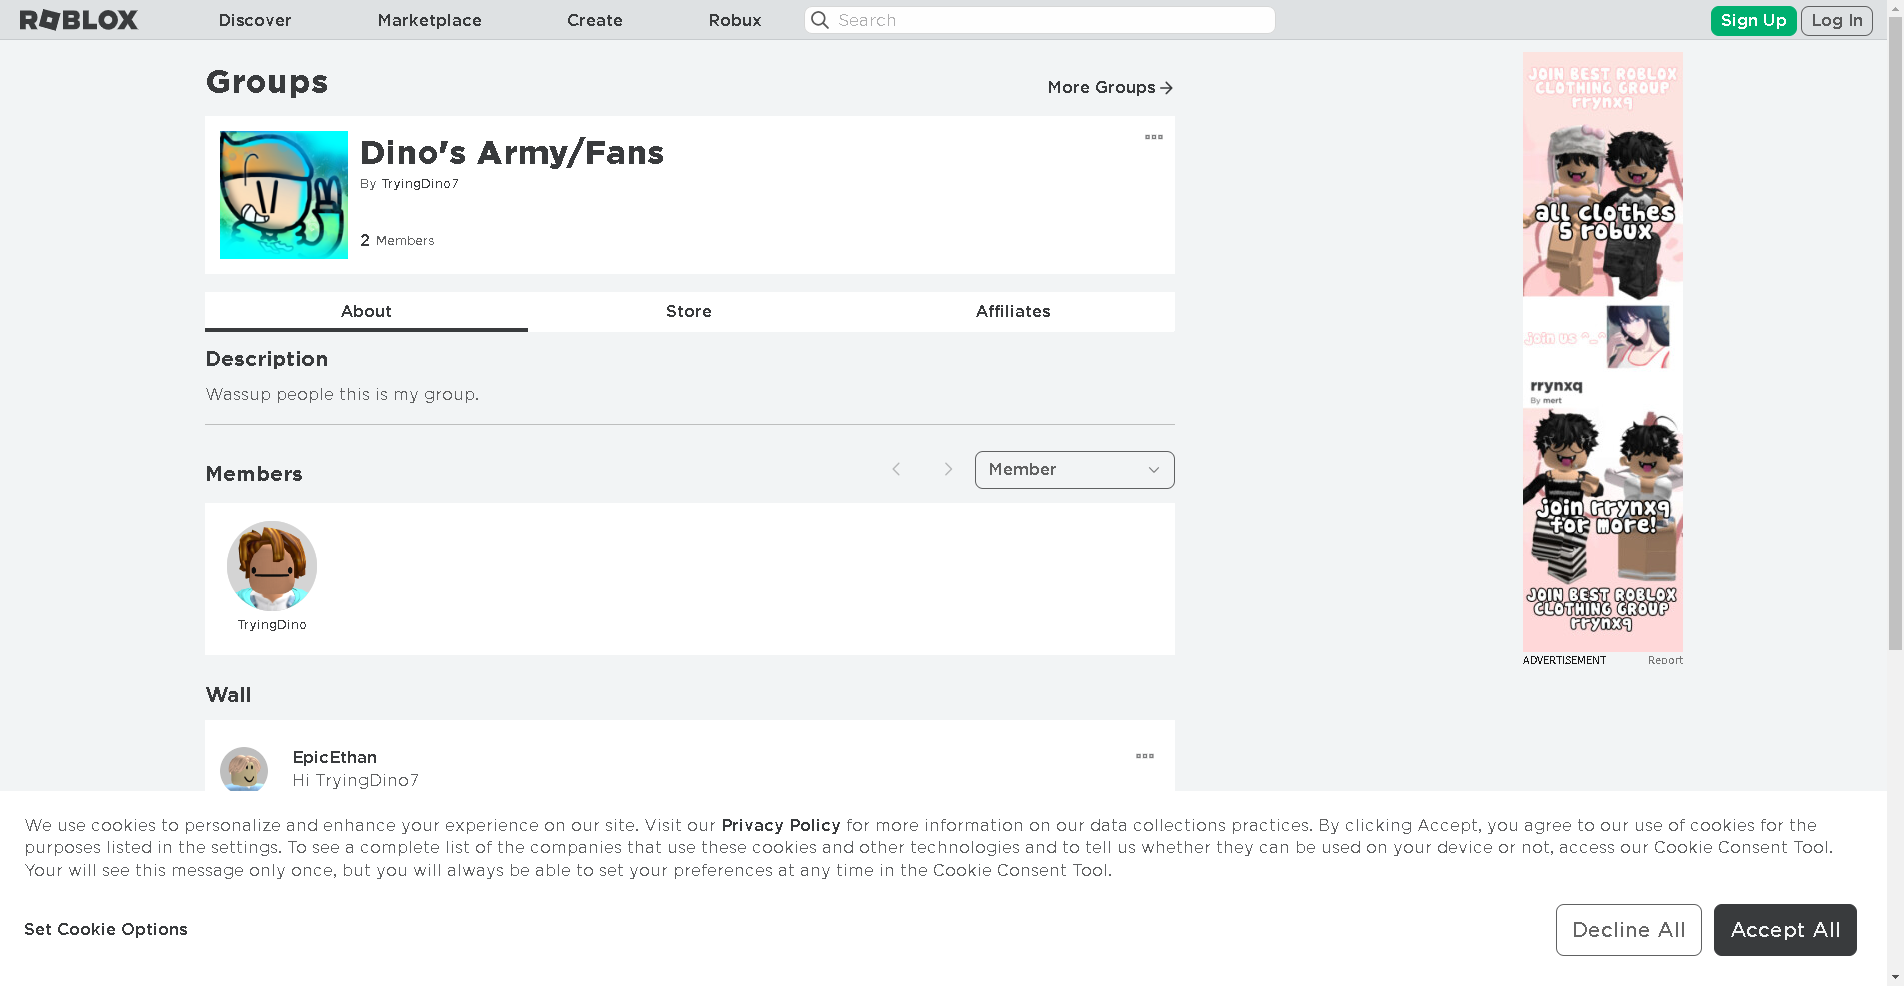 ROBLOX
Discover
Marketplace
Create
Robux
Search
Sign Up
Log In
Groups
More Groups
Dino's Army/Fans
By TryingDino7
2 Members
About
Store
Affiliates
Description
Wassup people this is my group.
Members
Member
TryingDino
Wall
EpicEthan
Hi TryingDino7
JOIN BEST ROBLOX
CLOTHING GROUP
rrynxq
all clothes
5 robux
join us ^_^
rrynxq
By mert
join rrynxq
for more!
JOIN BEST ROBLOX
CLOTHING GROUP
rrynxq
ADVERTISEMENT
Report
We use cookies to personalize and enhance your experience on our site. Visit our Privacy Policy for more information on our data collections practices. By clicking Accept, you agree to our use of cookies for the
purposes listed in the settings. To see a complete list of the companies that use these cookies and other technologies and to tell us whether they can be used on your device or not, access our Cookie Consent Tool.
Your will see this message only once, but you will always be able to set your preferences at any time in the Cookie Consent Tool.
Set Cookie Options
Decline All
Accept All